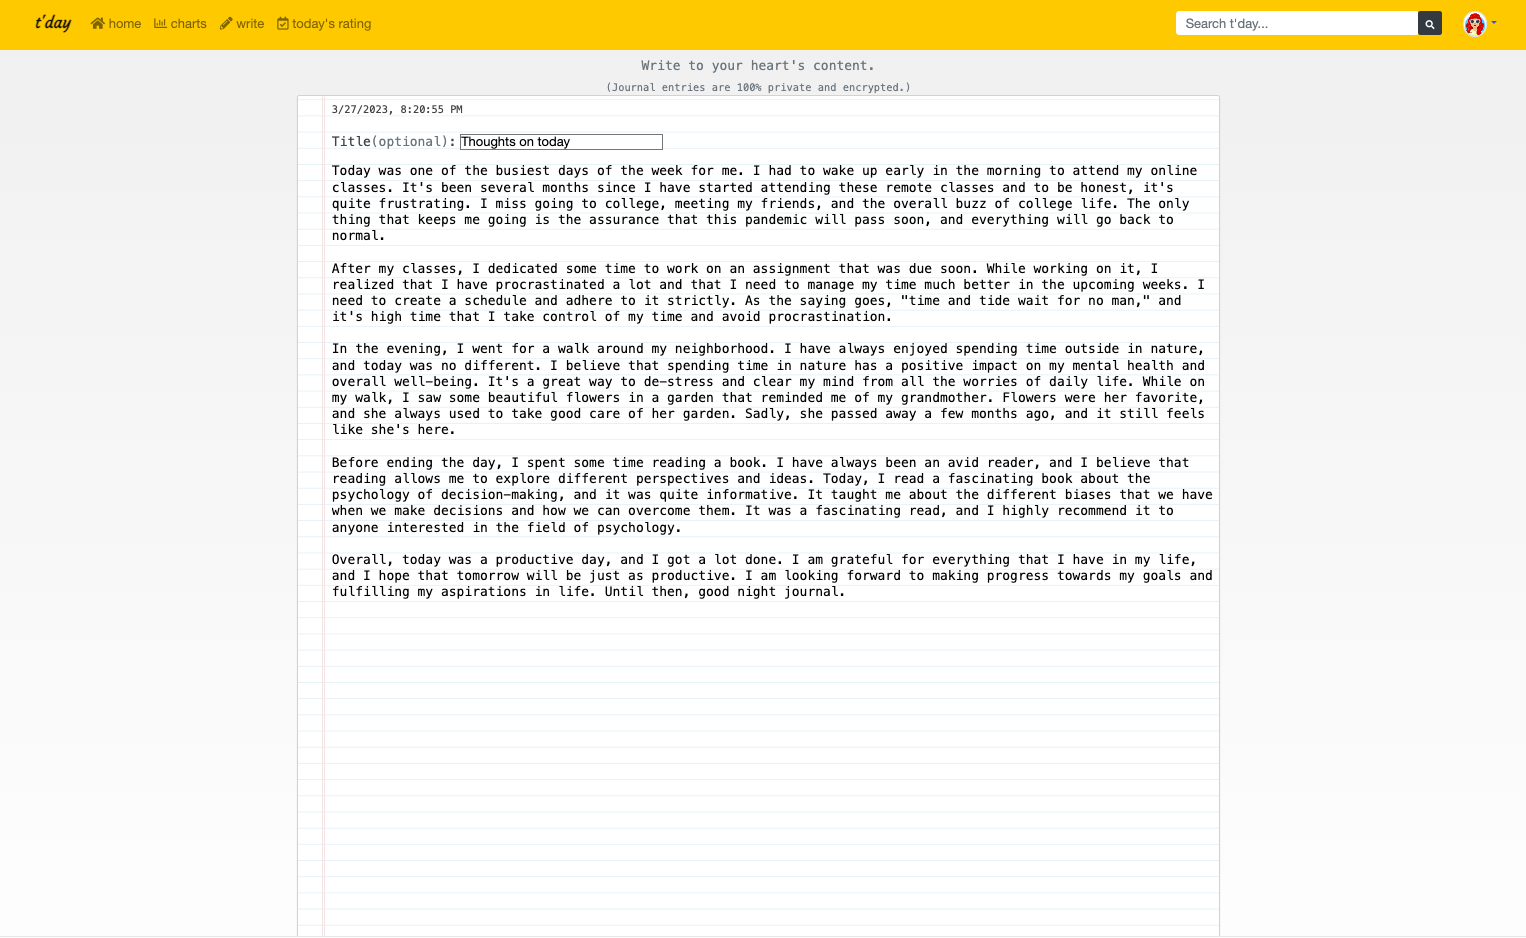 t'day home charts write today's rating Search t'day...
Write to your heart's content.
(Journal entries are 100% private and encrypted.)
3/27/2023, 8:20:55 PM
Title(optional): Thoughts on today
Today was one of the busiest days of the week for me. I had to wake up early in the morning to attend my online
classes. It's been several months since I have started attending these remote classes and to be honest, it's
quite frustrating. I miss going to college, meeting my friends, and the overall buzz of college life. The only
thing that keeps me going is the assurance that this pandemic will pass soon, and everything will go back to
normal.
After my classes, I dedicated some time to work on an assignment that was due soon. While working on it, I
realized that I have procrastinated a lot and that I need to manage my time much better in the upcoming weeks. I
need to create a schedule and adhere to it strictly. As the saying goes, "time and tide wait for no man," and
it's high time that I take control of my time and avoid procrastination.
In the evening, I went for a walk around my neighborhood. I have always enjoyed spending time outside in nature,
and today was no different. I believe that spending time in nature has a positive impact on my mental health and
overall well-being. It's a great way to de-stress and clear my mind from all the worries of daily life. While on
my walk, I saw some beautiful flowers in a garden that reminded me of my grandmother. Flowers were her favorite,
and she always used to take good care of her garden. Sadly, she passed away a few months ago, and it still feels
like she's here.
Before ending the day, I spent some time reading a book. I have always been an avid reader, and I believe that
reading allows me to explore different perspectives and ideas. Today, I read a fascinating book about the
psychology of decision-making, and it was quite informative. It taught me about the different biases that we have
when we make decisions and how we can overcome them. It was a fascinating read, and I highly recommend it to
anyone interested in the field of psychology.
Overall, today was a productive day, and I got a lot done. I am grateful for everything that I have in my life,
and I hope that tomorrow will be just as productive. I am looking forward to making progress towards my goals and
fulfilling my aspirations in life. Until then, good night journal.